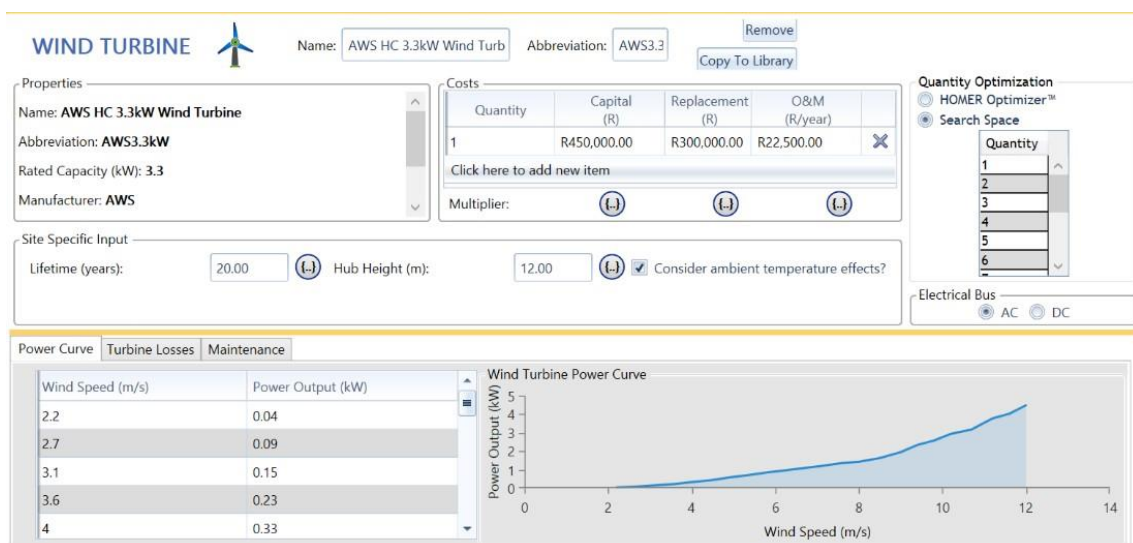 WIND TURBINE
Name: AWS HC 3.3kW Wind Turb Abbreviation: AWS3.3 Remove
Copy To Library
Properties
Name: AWS HC 3.3kW Wind Turbine
Abbreviation: AWS3.3kW
Rated Capacity (kW): 3.3
Manufacturer: AWS
Costs
Quantity Capital (R) Replacement (R) O&M (R/year)
1 R450,000.00 R300,000.00 R22,500.00
Click here to add new item
Multiplier: {..} {..} {..}
Quantity Optimization
HOMER Optimizer™
Search Space
Quantity
1
2
3
4
5
6
Site Specific Input
Lifetime (years): 20.00 {..} Hub Height (m): 12.00 {..} Consider ambient temperature effects?
Electrical Bus
AC DC
Power Curve Turbine Losses Maintenance
Wind Speed (m/s) Power Output (kW)
2.2 0.04
2.7 0.09
3.1 0.15
3.6 0.23
4 0.33
Wind Turbine Power Curve
Power Output (kW)
5
4
3
2
1
0
0 2 4 6 8 10 12 14
Wind Speed (m/s)